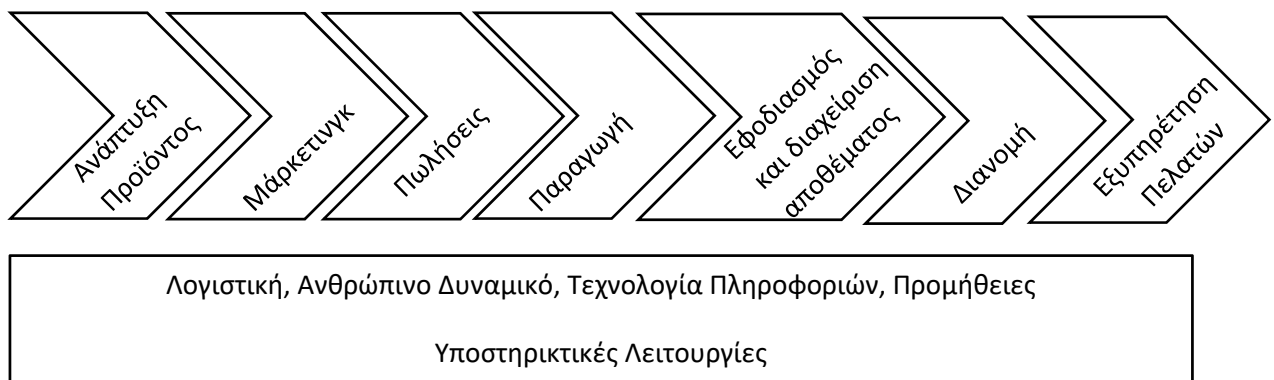 Ανάπτυξη
Προϊόντος
Μάρκετινγκ
Πωλήσεις
Παραγωγή
Εφοδιασμός
και διαχείριση
αποθέματος
Διανομή
Εξυπηρέτηση
Πελατών
Λογιστική, Ανθρώπινο Δυναμικό, Τεχνολογία Πληροφοριών, Προμήθειες
Υποστηρικτικές Λειτουργίες